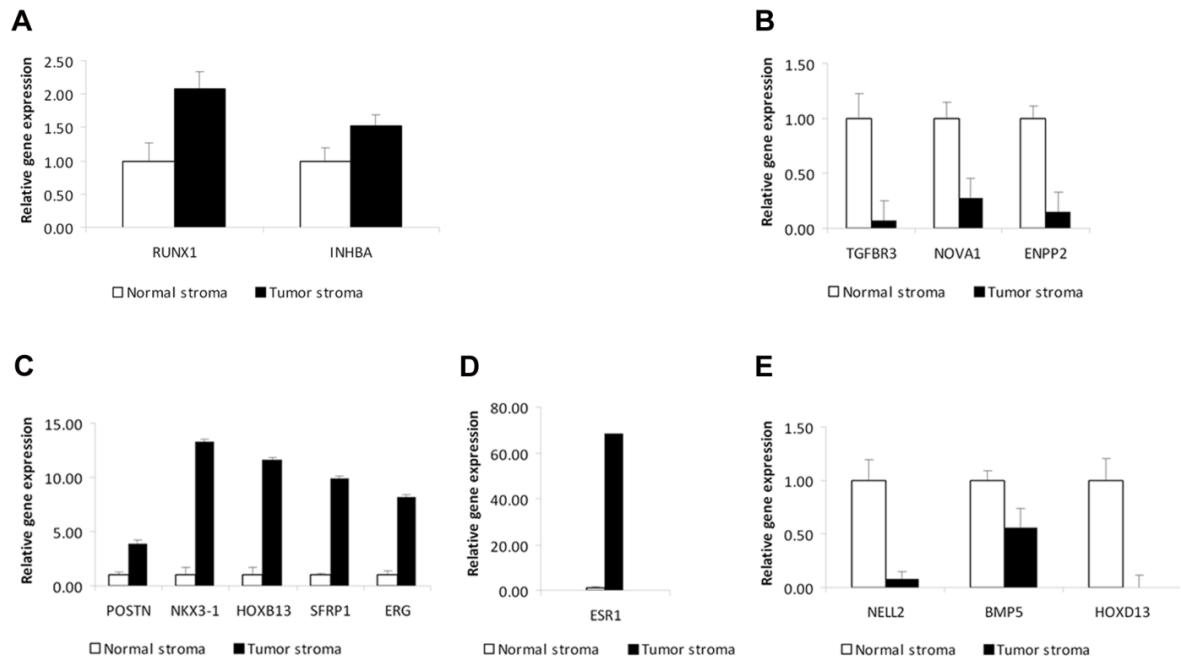 A
Relative gene expression
2.50
2.00
1.50
1.00
0.50
0.00
RUNX1 INHBA
Normal stroma Tumor stroma
B
Relative gene expression
1.50
1.00
0.50
0.00
TGFBR3 NOVA1 ENPP2
Normal stroma Tumor stroma
C
Relative gene expression
15.00
10.00
5.00
0.00
POSTN NKX3-1 HOXB13 SFRP1 ERG
Normal stroma Tumor stroma
D
Relative gene expression
80.00
60.00
40.00
20.00
0.00
ESR1
Normal stroma Tumor stroma
E
Relative gene expression
1.50
1.00
0.50
0.00
NELL2 BMP5 HOXD13
Normal stroma Tumor stroma